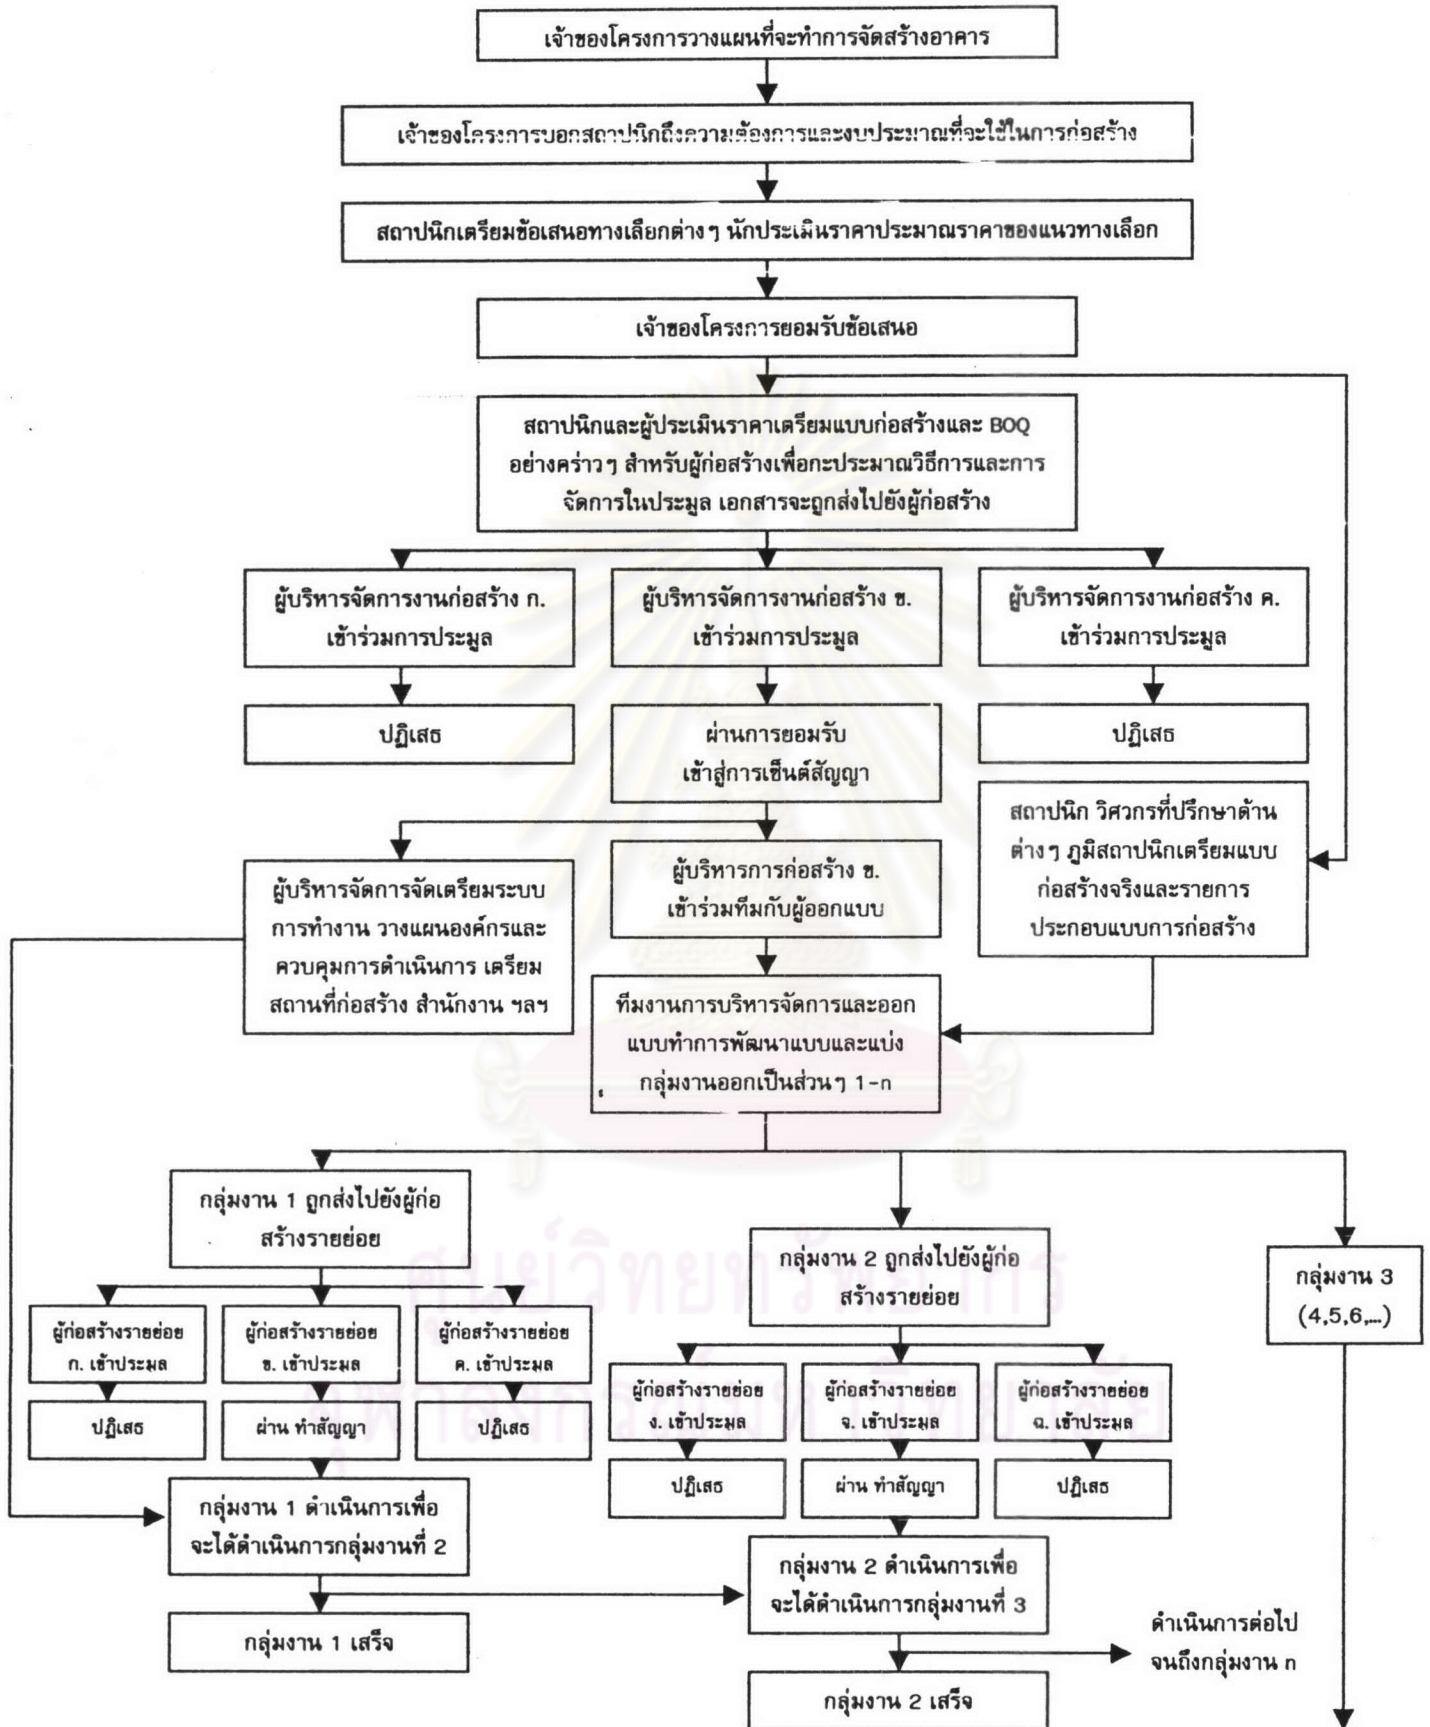 เจ้าของโครงการวางแผนที่จะทำการจัดสร้างอาคาร
เจ้าของโครงการบอกสถาปนิกถึงความต้องการและงบประมาณที่จะใช้ในการก่อสร้าง
สถาปนิกเตรียมข้อเสนอทางเลือกต่างๆ นักประเมินราคาประมาณราคาของแนวทางเลือก
เจ้าของโครงการยอมรับข้อเสนอ
สถาปนิกและผู้ประเมินราคาเตรียมแบบก่อสร้างและ BOQ
อย่างคร่าวๆ สำหรับผู้ก่อสร้างเพื่อกะประมาณวิธีการและการ
จัดการในประมูล เอกสารจะถูกส่งไปยังผู้ก่อสร้าง
ผู้บริหารจัดการงานก่อสร้าง ก.
เข้าร่วมการประมูล
ผู้บริหารจัดการงานก่อสร้าง ข.
เข้าร่วมการประมูล
ผู้บริหารจัดการงานก่อสร้าง ค.
เข้าร่วมการประมูล
ปฏิเสธ
ผ่านการยอมรับ
เข้าสู่การเซ็นต์สัญญา
ปฏิเสธ
สถาปนิก วิศวกรที่ปรึกษาด้าน
ต่างๆ ภูมิสถาปนิกเตรียมแบบ
ก่อสร้างจริงและรายการ
ประกอบแบบการก่อสร้าง
ผู้บริหารจัดการจัดเตรียมระบบ
การทำงาน วางแผนองค์กรและ
ควบคุมการดำเนินการ เตรียม
สถานที่ก่อสร้าง สำนักงาน ฯลฯ
ผู้บริหารการก่อสร้าง ข.
เข้าร่วมทีมกับผู้ออกแบบ
ทีมงานการบริหารจัดการและออก
แบบทำการพัฒนาแบบและแบ่ง
กลุ่มงานออกเป็นส่วนๆ 1-n
กลุ่มงาน 1 ถูกส่งไปยังผู้ก่อ
สร้างรายย่อย
กลุ่มงาน 2 ถูกส่งไปยังผู้ก่อ
สร้างรายย่อย
กลุ่มงาน 3
(4,5,6,...)
ผู้ก่อสร้างรายย่อย
ก. เข้าประมูล
ผู้ก่อสร้างรายย่อย
ข. เข้าประมูล
ผู้ก่อสร้างรายย่อย
ค. เข้าประมูล
ผู้ก่อสร้างรายย่อย
ง. เข้าประมูล
ผู้ก่อสร้างรายย่อย
จ. เข้าประมูล
ผู้ก่อสร้างรายย่อย
ฉ. เข้าประมูล
ปฏิเสธ
ผ่าน ทำสัญญา
ปฏิเสธ
ปฏิเสธ
ผ่าน ทำสัญญา
ปฏิเสธ
กลุ่มงาน 1 ดำเนินการเพื่อ
จะได้ดำเนินการกลุ่มงานที่ 2
กลุ่มงาน 2 ดำเนินการเพื่อ
จะได้ดำเนินการกลุ่มงานที่ 3
กลุ่มงาน 1 เสร็จ
ดำเนินการต่อไป
จนถึงกลุ่มงาน n
กลุ่มงาน 2 เสร็จ
ศูนย์วิทยทรัพยากร
จุฬาลงกรณ์มหาวิทยาลัย